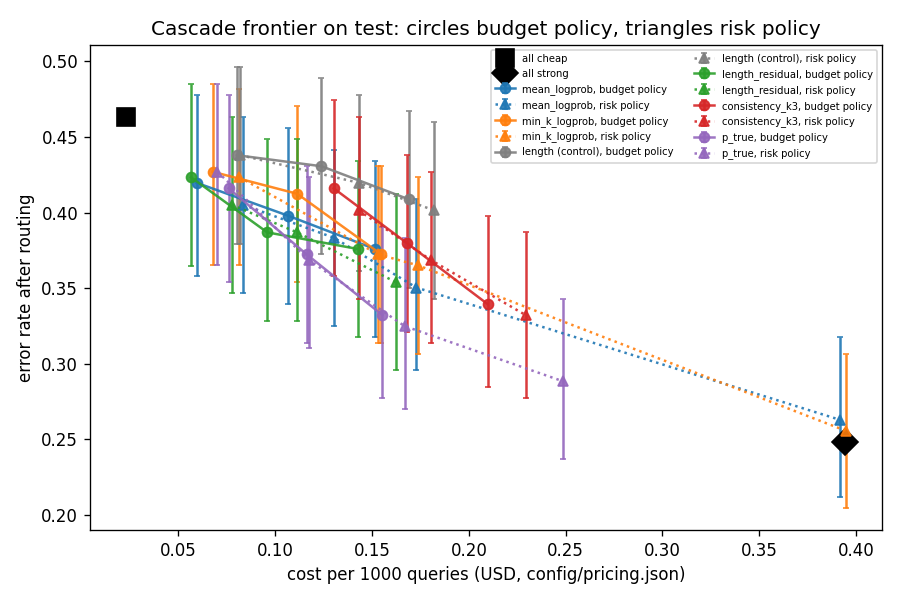 Cascade frontier on test: circles budget policy, triangles risk policy
all cheap
all strong
mean_logprob, budget policy
mean_logprob, risk policy
min_k_logprob, budget policy
min_k_logprob, risk policy
length (control), budget policy
length (control), risk policy
length_residual, budget policy
length_residual, risk policy
consistency_k3, budget policy
consistency_k3, risk policy
p_true, budget policy
p_true, risk policy
error rate after routing
0.50
0.45
0.40
0.35
0.30
0.25
0.20
0.05 0.10 0.15 0.20 0.25 0.30 0.35 0.40
cost per 1000 queries (USD, config/pricing.json)